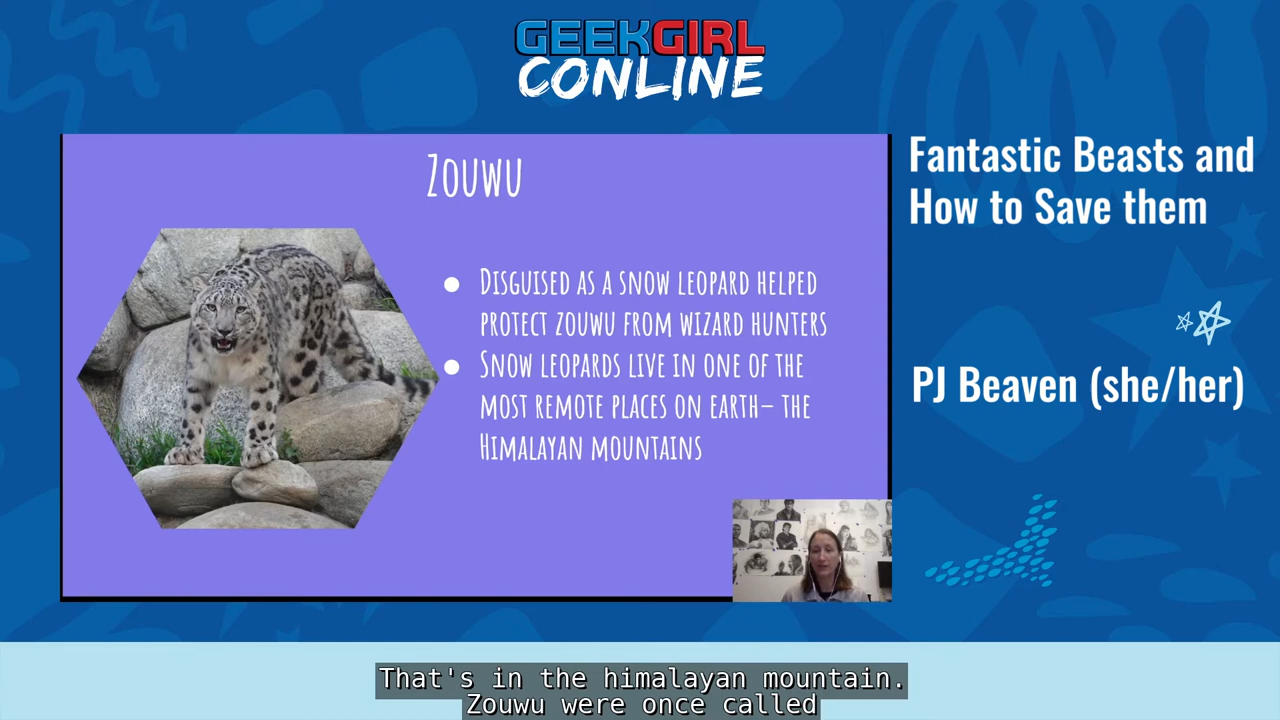 GEEKGIRL
CONLINE
Zouwu
● Disguised as a snow leopard helped
protect zouwu from wizard hunters
● Snow leopards live in one of the
most remote places on earth– the
Himalayan mountains
Fantastic Beasts and
How to Save them
PJ Beaven (she/her)
That's in the himalayan mountain.
Zouwu were once called